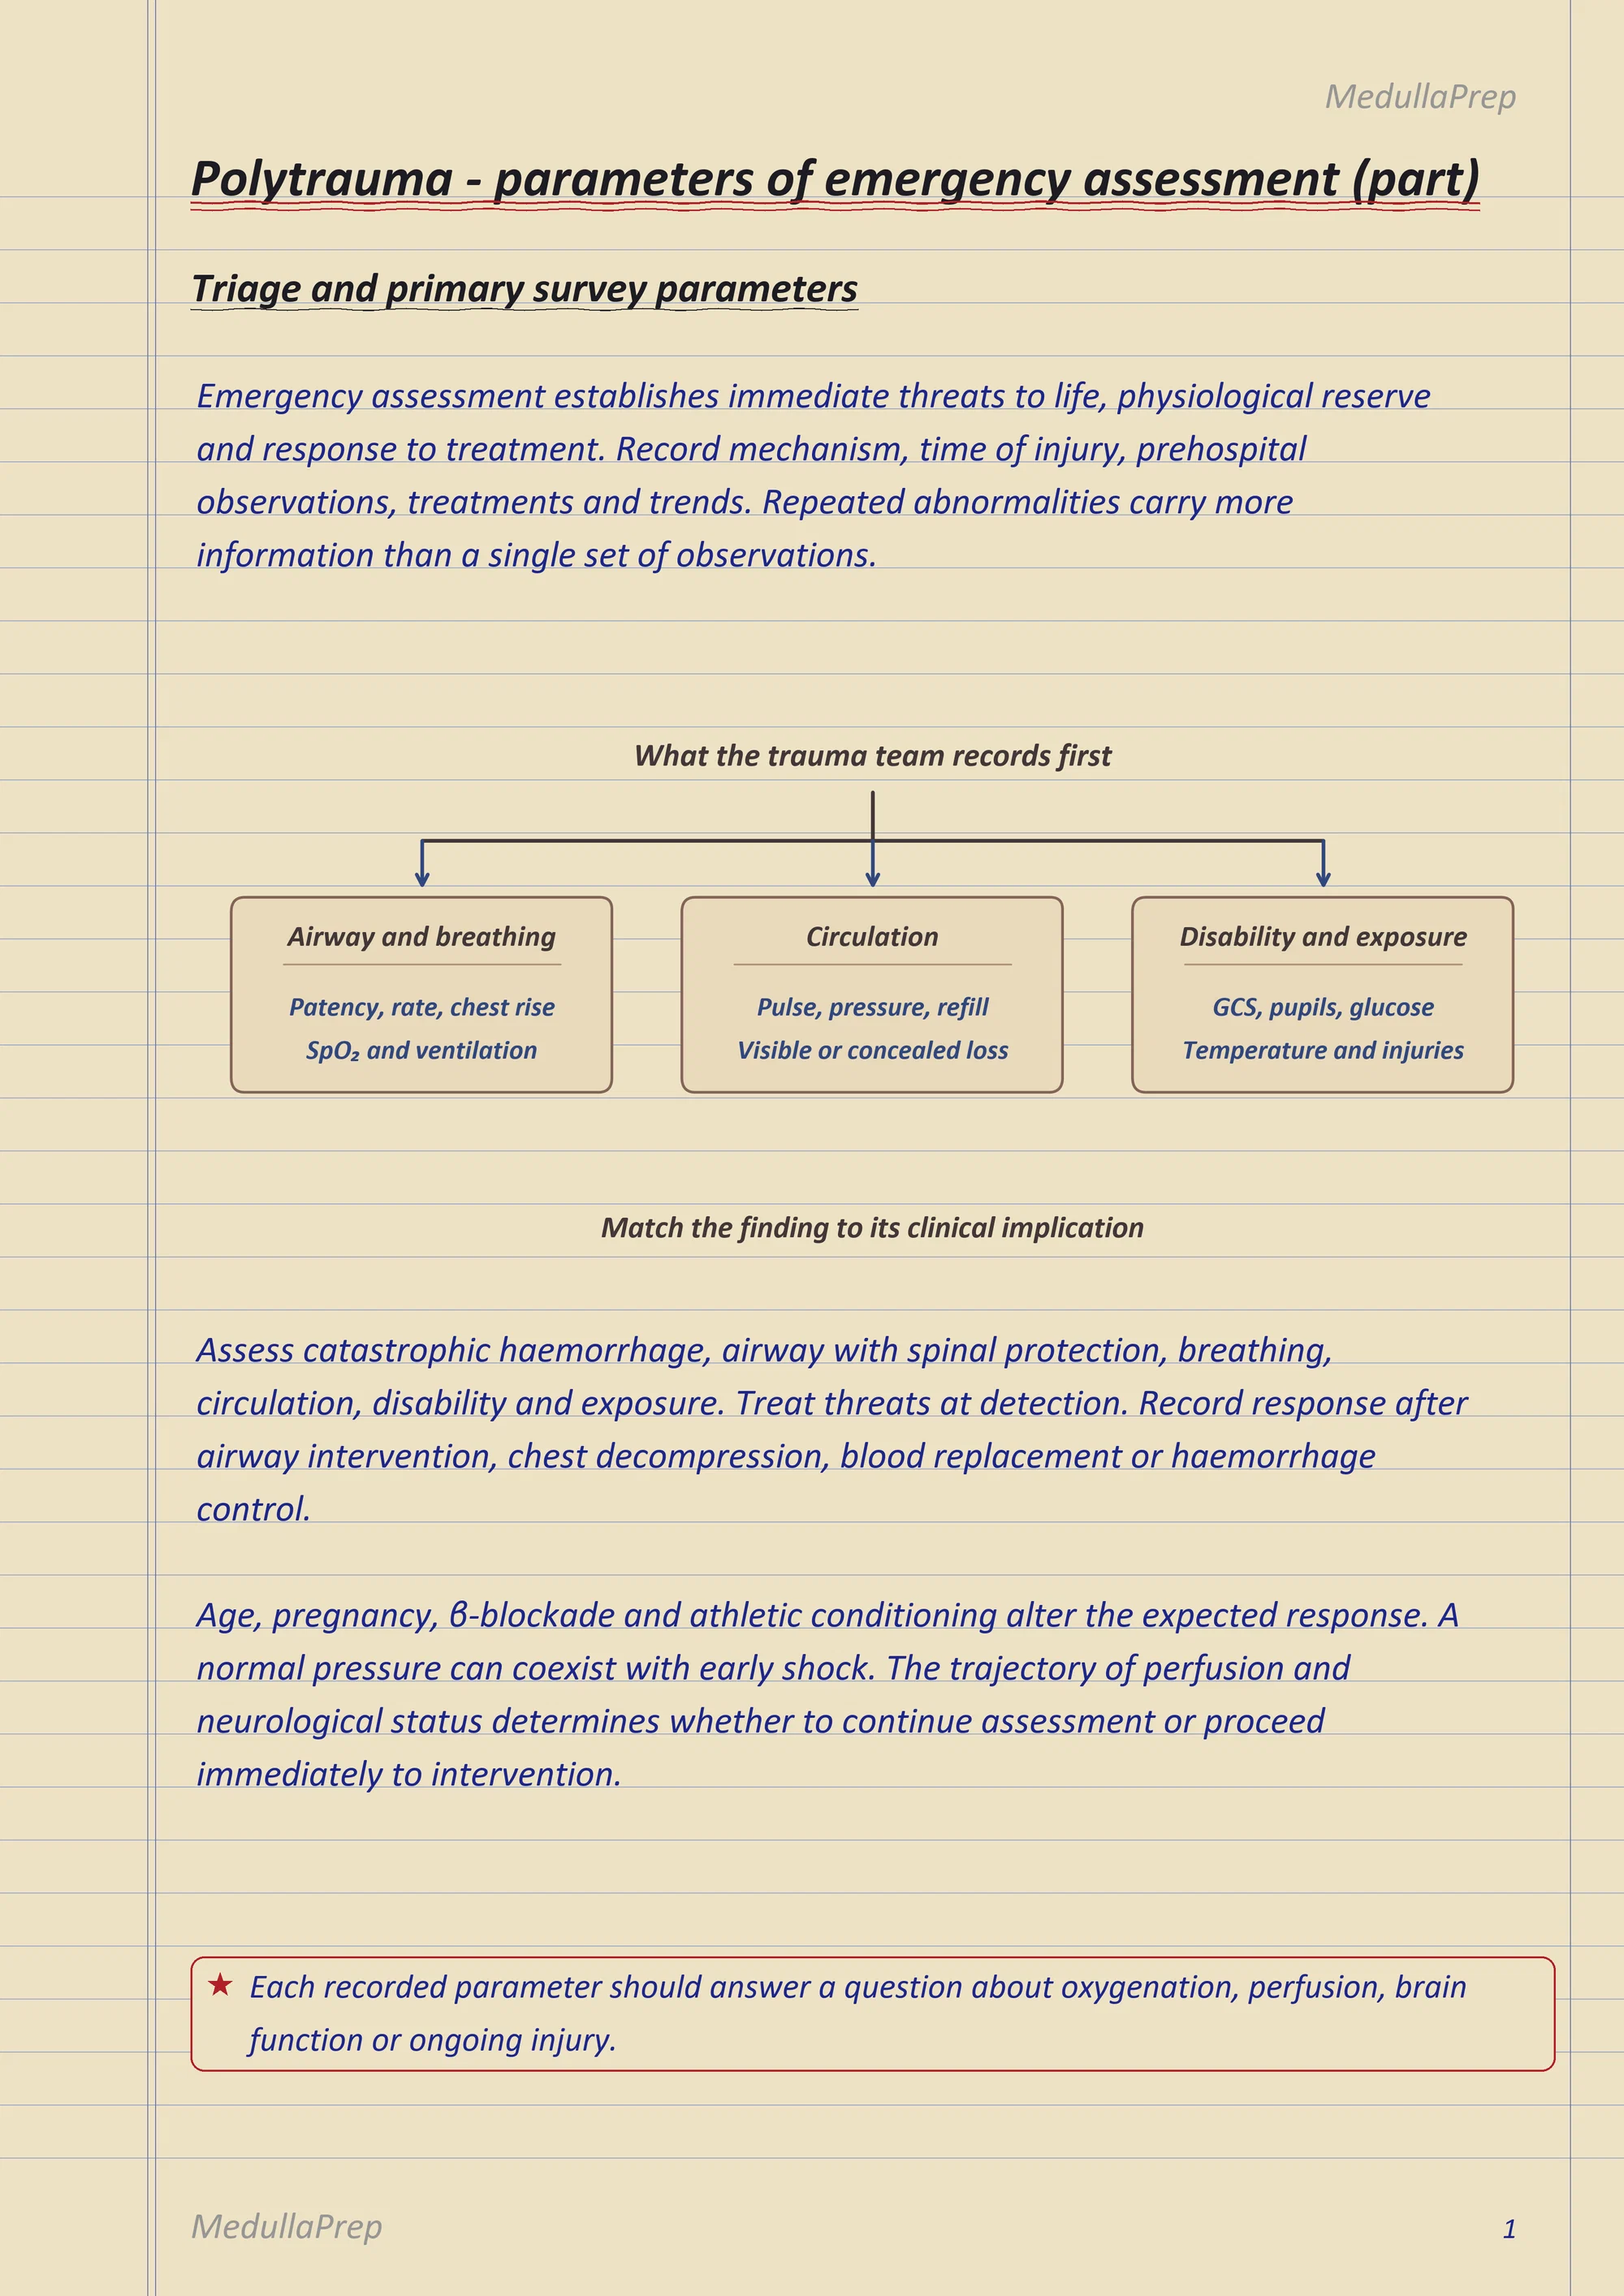 MedullaPrep
Polytrauma - parameters of emergency assessment (part)
Triage and primary survey parameters
Emergency assessment establishes immediate threats to life, physiological reserve
and response to treatment. Record mechanism, time of injury, prehospital
observations, treatments and trends. Repeated abnormalities carry more
information than a single set of observations.
What the trauma team records first
Airway and breathing
Patency, rate, chest rise
SpO₂ and ventilation
Circulation
Pulse, pressure, refill
Visible or concealed loss
Disability and exposure
GCS, pupils, glucose
Temperature and injuries
Match the finding to its clinical implication
Assess catastrophic haemorrhage, airway with spinal protection, breathing,
circulation, disability and exposure. Treat threats at detection. Record response after
airway intervention, chest decompression, blood replacement or haemorrhage
control.
Age, pregnancy, β-blockade and athletic conditioning alter the expected response. A
normal pressure can coexist with early shock. The trajectory of perfusion and
neurological status determines whether to continue assessment or proceed
immediately to intervention.
★ Each recorded parameter should answer a question about oxygenation, perfusion, brain
function or ongoing injury.
MedullaPrep
1